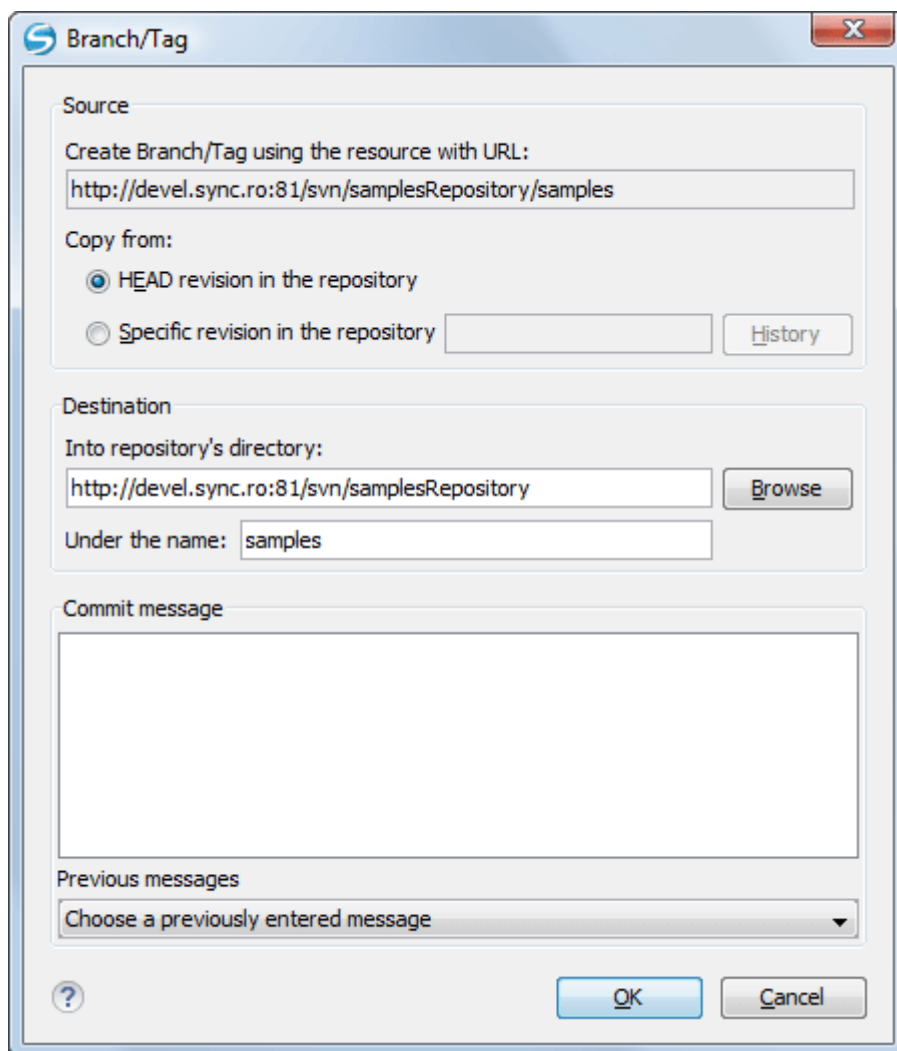 Branch/Tag
Source
Create Branch/Tag using the resource with URL:
http://devel.sync.ro:81/svn/samplesRepository/samples
Copy from:
HEAD revision in the repository
Specific revision in the repository History
Destination
Into repository's directory:
http://devel.sync.ro:81/svn/samplesRepository Browse
Under the name: samples
Commit message
Previous messages
Choose a previously entered message
? OK Cancel